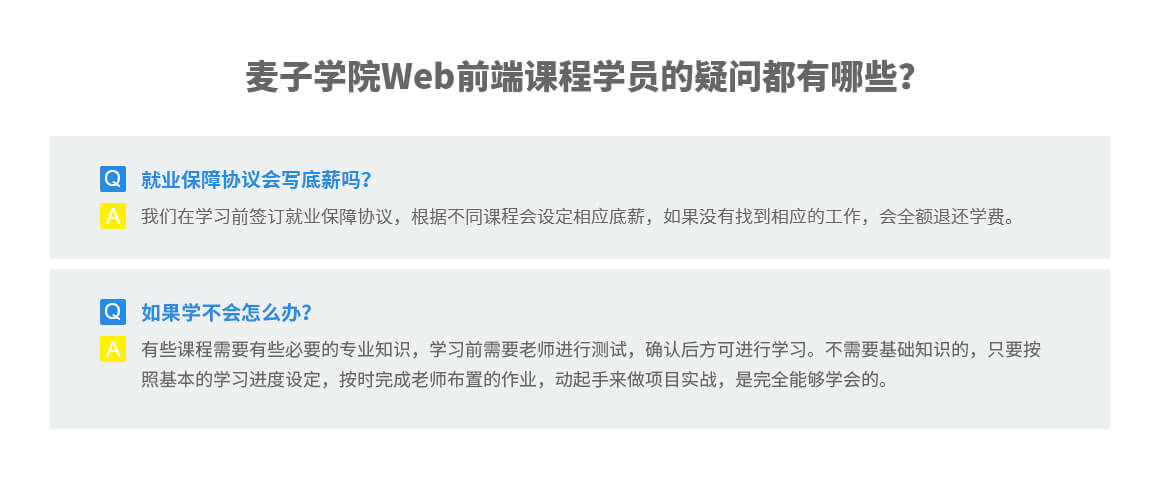 麦子学院Web前端课程学员的疑问都有哪些？
Q 就业保障协议会写底薪吗？
A 我们在学习前签订就业保障协议，根据不同课程会设定相应底薪，如果没有找到相应的工作，会全额退还学费。
Q 如果学不会怎么办？
A 有些课程需要有些必要的专业知识，学习前需要老师进行测试，确认后方可进行学习。不需要基础知识的，只要按
照基本的学习进度设定，按时完成老师布置的作业，动起手来做项目实战，是完全能够学会的。